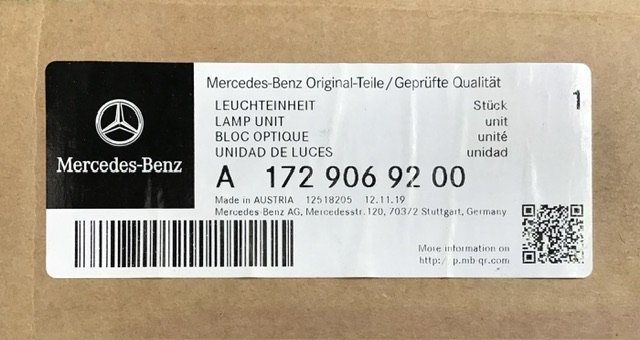 Mercedes-Benz
Mercedes-Benz Original-Teile/Geprüfte Qualität
LEUCHTEINHEIT Stück 1
LAMP UNIT unit
BLOC OPTIQUE unité
UNIDAD DE LUCES unidad
A 172 906 92 00
Made in AUSTRIA 12518205 12.11.19
Mercedes-Benz AG, Mercedesstr. 120, 70372 Stuttgart, Germany
More information on
http://p.mb-qr.com